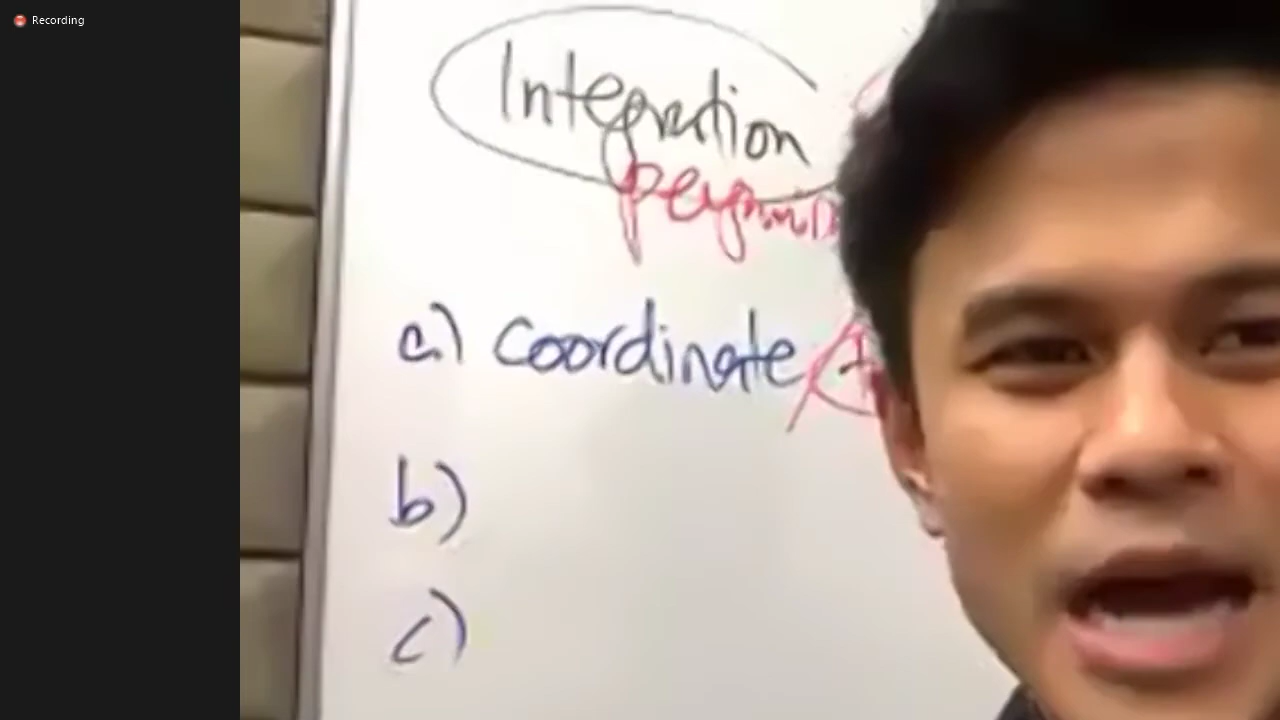 Recording
Integration
a) Coordinate
b)
c)